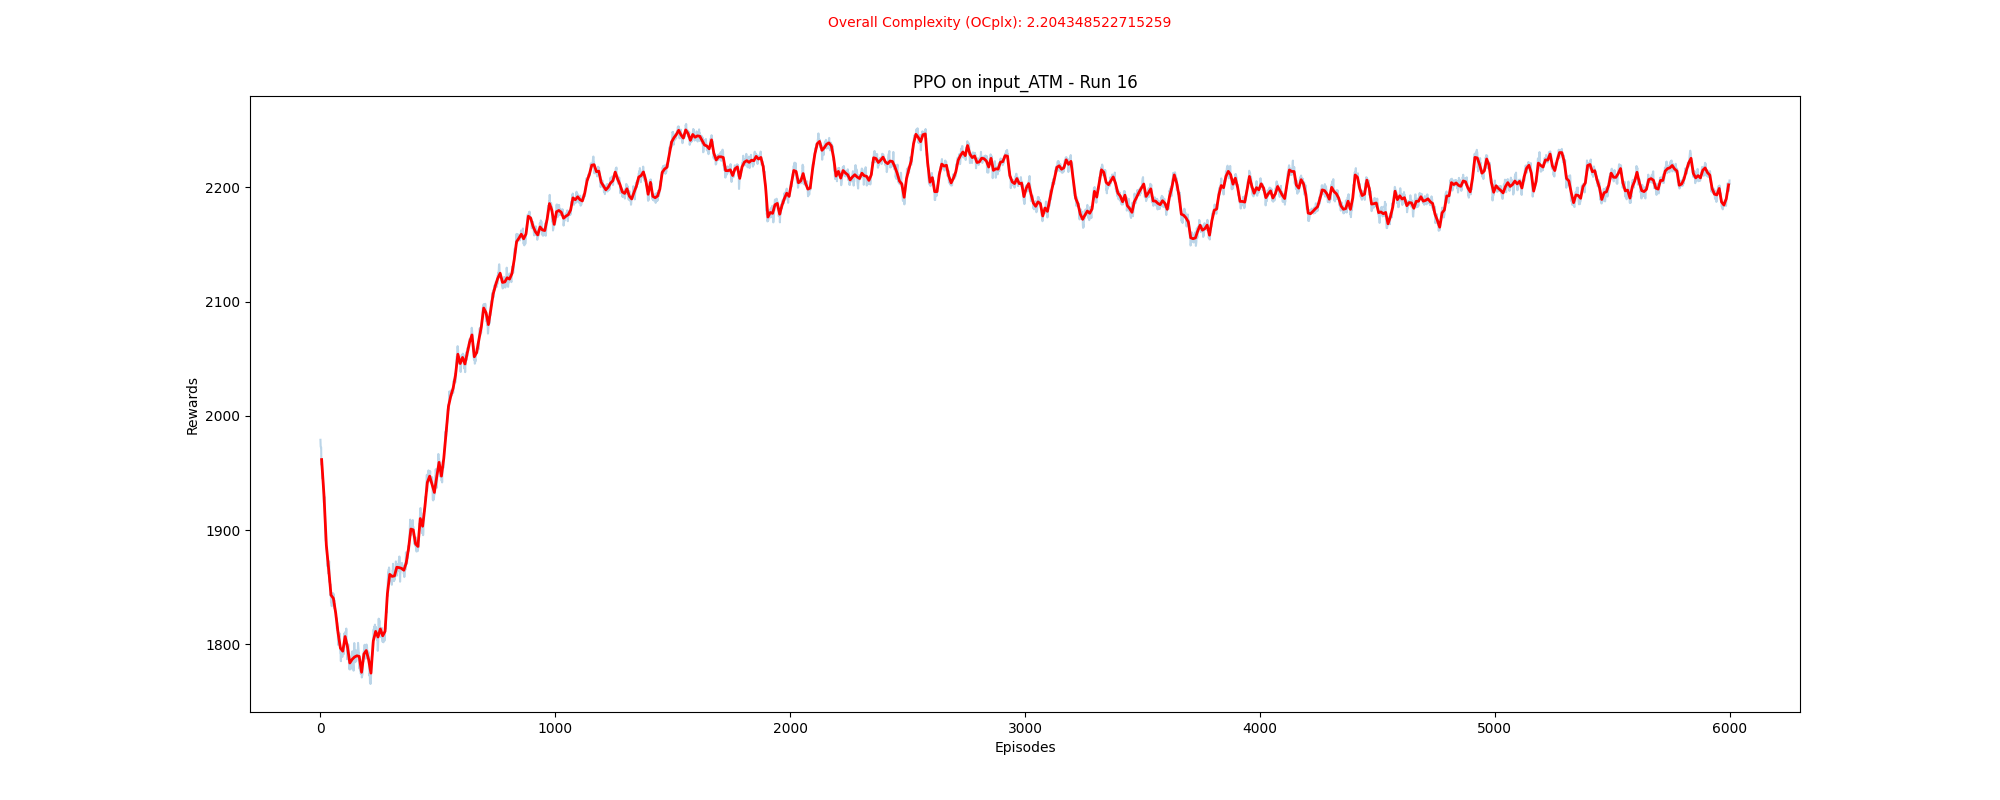 Overall Complexity (OCplx): 2.204348522715259
PPO on input_ATM - Run 16
Rewards
2200
2100
2000
1900
1800
0 1000 2000 3000 4000 5000 6000
Episodes